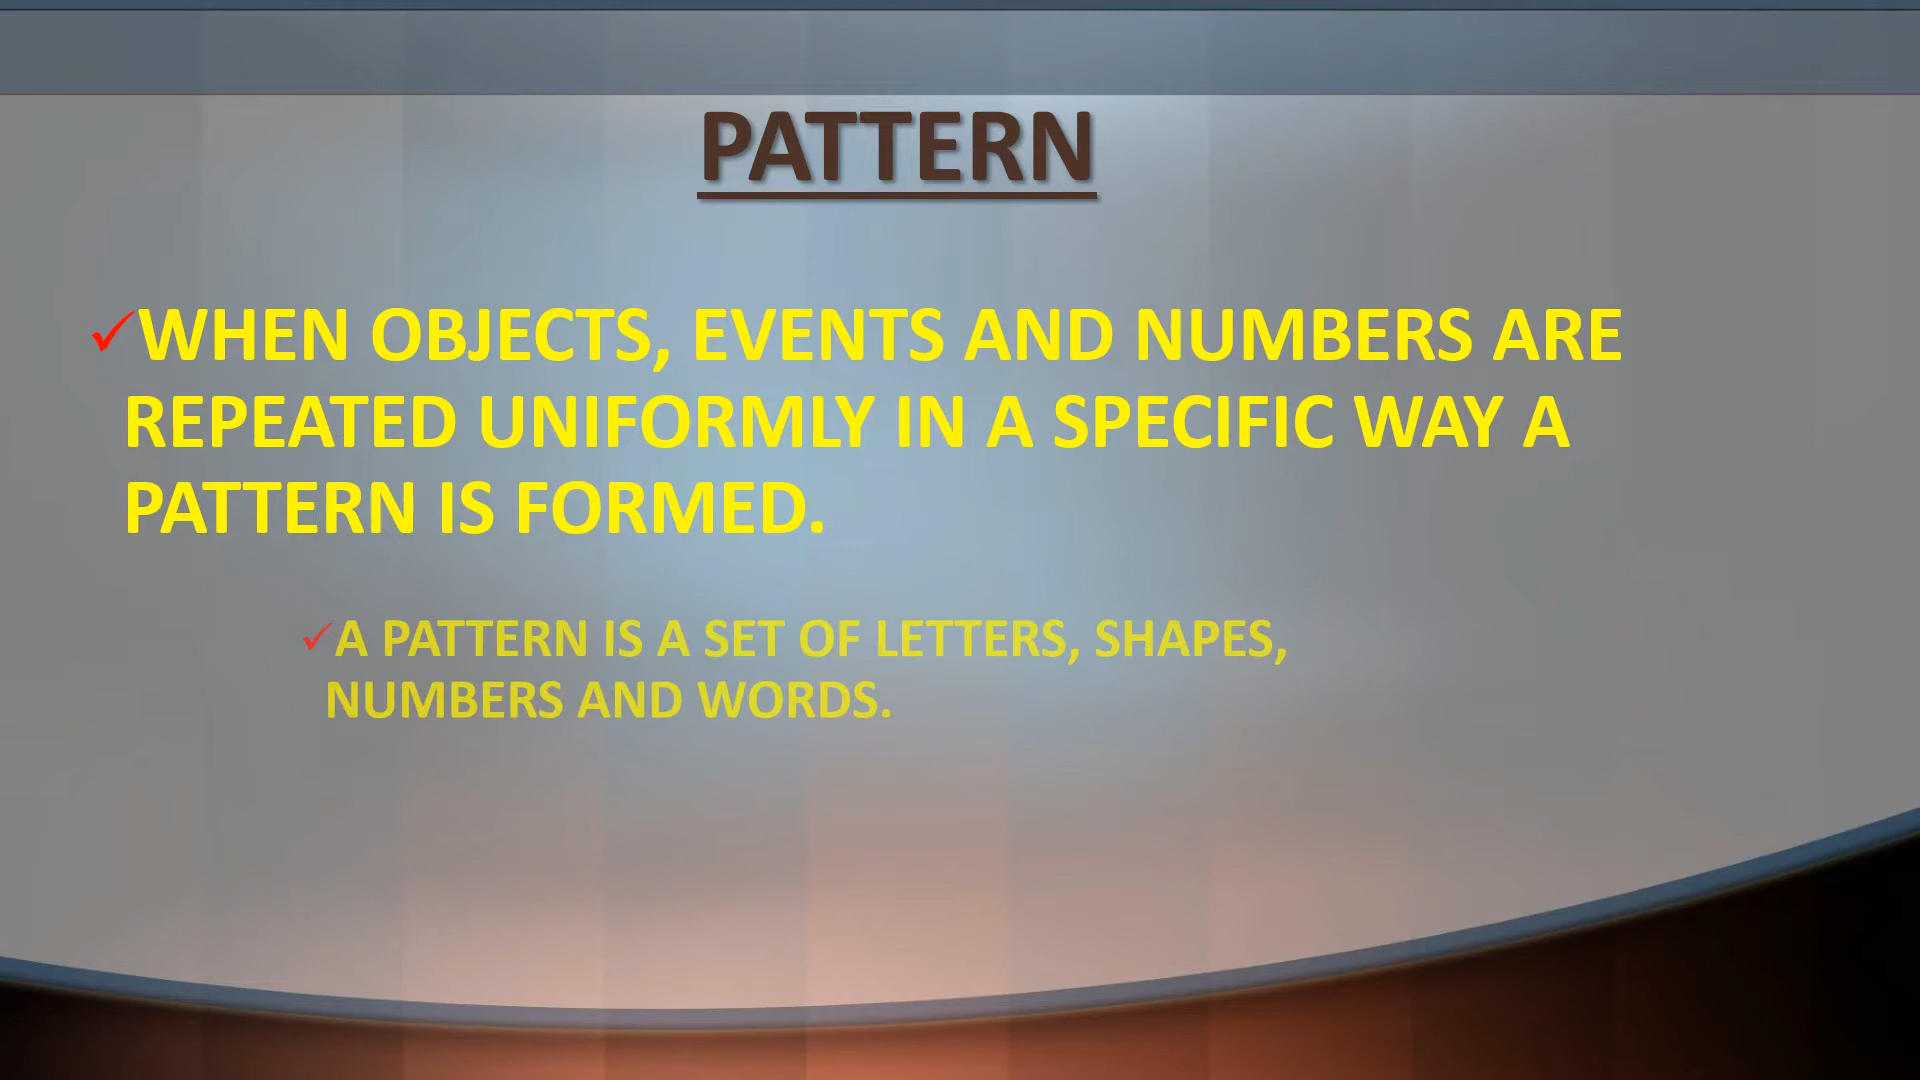 PATTERN
✓WHEN OBJECTS, EVENTS AND NUMBERS ARE
REPEATED UNIFORMLY IN A SPECIFIC WAY A
PATTERN IS FORMED.
✓A PATTERN IS A SET OF LETTERS, SHAPES,
NUMBERS AND WORDS.